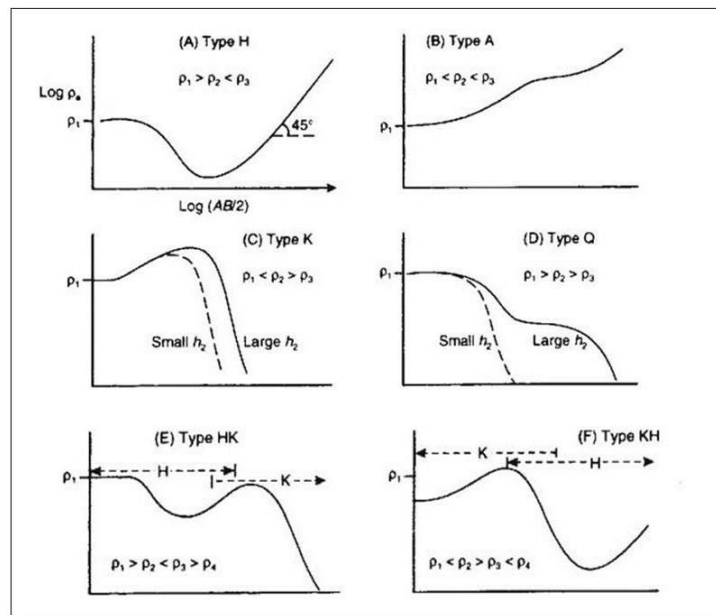 (A) Type H
ρ₁ > ρ₂ < ρ₃
Log ρₐ
ρ₁
45°
Log (AB/2)
(B) Type A
ρ₁ < ρ₂ < ρ₃
ρ₁
(C) Type K
ρ₁ < ρ₂ > ρ₃
ρ₁
Small h₂
Large h₂
(D) Type Q
ρ₁ > ρ₂ > ρ₃
ρ₁
Small h₂
Large h₂
(E) Type HK
H
K
ρ₁
ρ₁ > ρ₂ < ρ₃ > ρ₄
(F) Type KH
K
H
ρ₁
ρ₁ < ρ₂ > ρ₃ < ρ₄